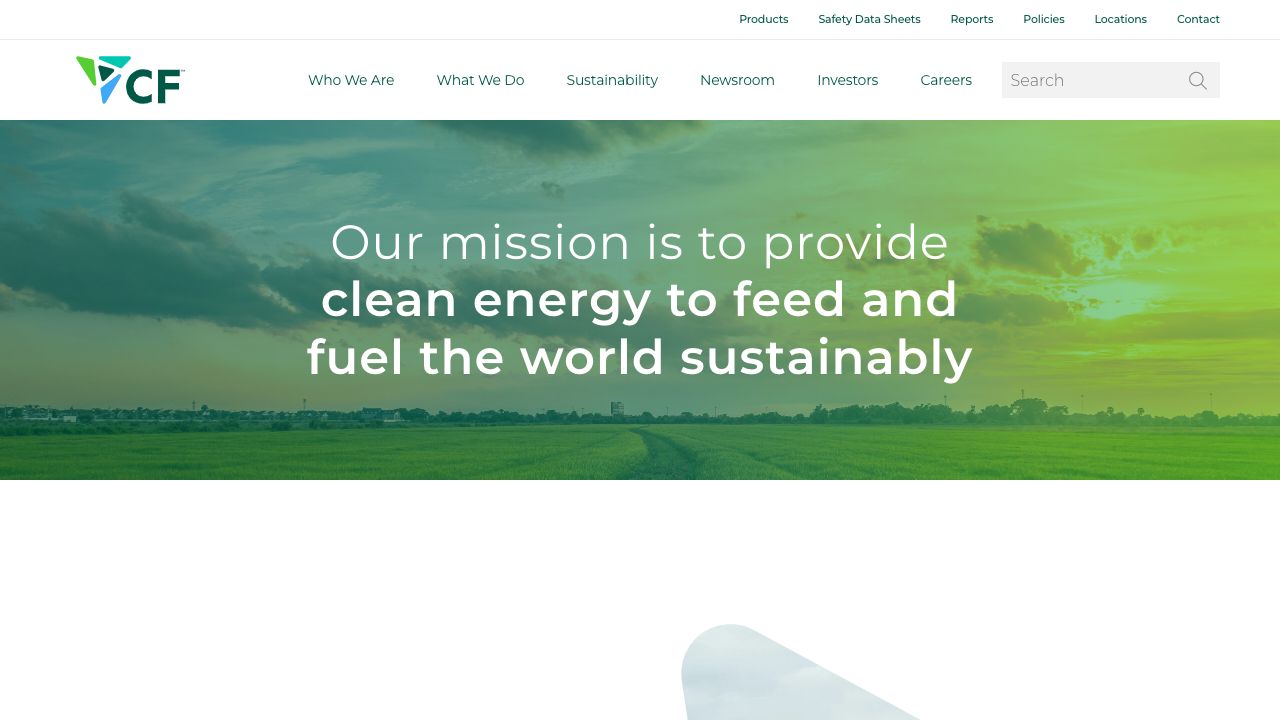 Products Safety Data Sheets Reports Policies Locations Contact
CF™
Who We Are What We Do Sustainability Newsroom Investors Careers Search
Our mission is to provide
clean energy to feed and
fuel the world sustainably